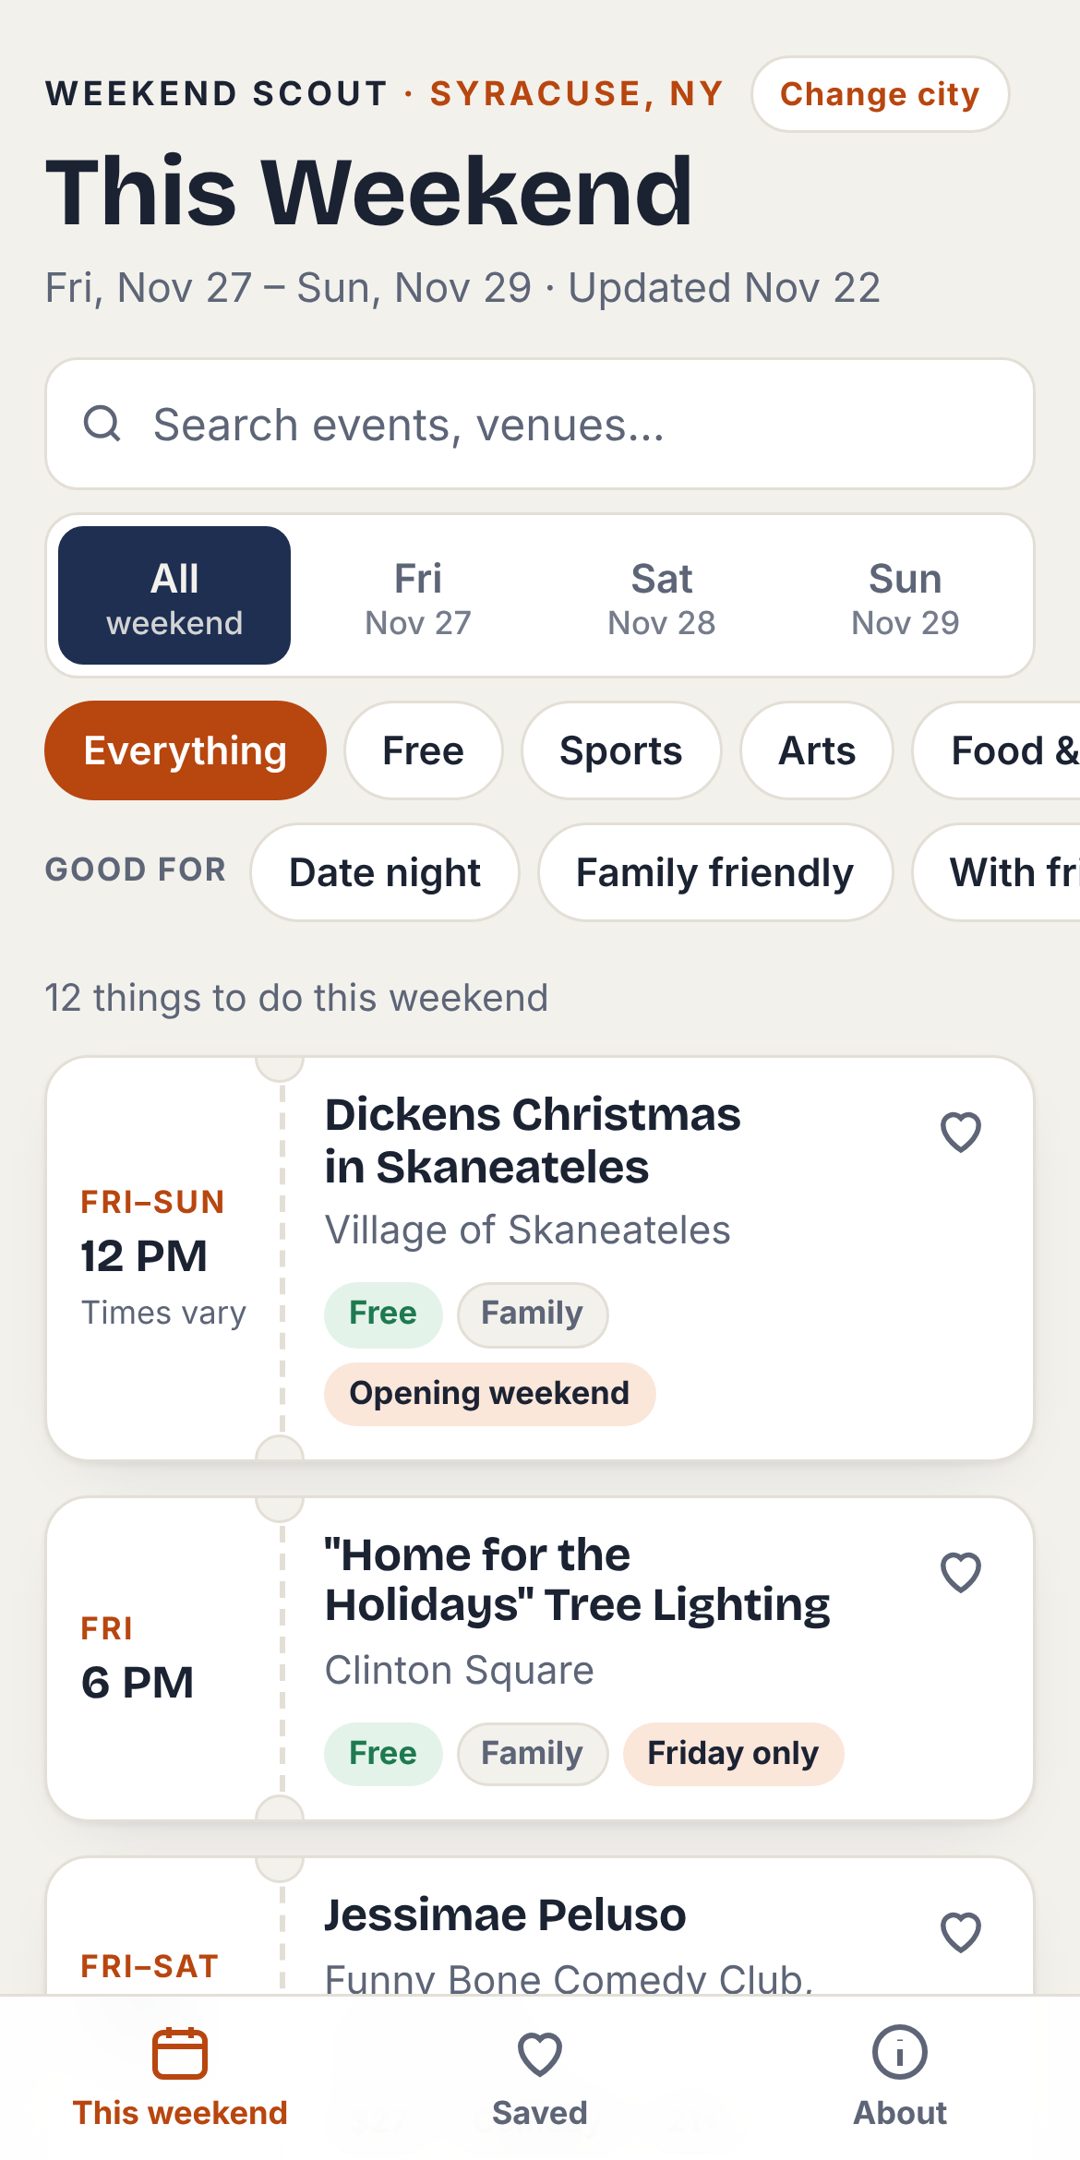 WEEKEND SCOUT · SYRACUSE, NY Change city
This Weekend
Fri, Nov 27 – Sun, Nov 29 · Updated Nov 22
Search events, venues...
All Fri Sat Sun
weekend Nov 27 Nov 28 Nov 29
Everything Free Sports Arts Food &
GOOD FOR Date night Family friendly With fri
12 things to do this weekend
Dickens Christmas
in Skaneateles
FRI–SUN
12 PM
Times vary
Village of Skaneateles
Free Family
Opening weekend
"Home for the
Holidays" Tree Lighting
FRI
6 PM
Clinton Square
Free Family Friday only
Jessimae Peluso
FRI–SAT
Funny Bone Comedy Club,
This weekend Saved About